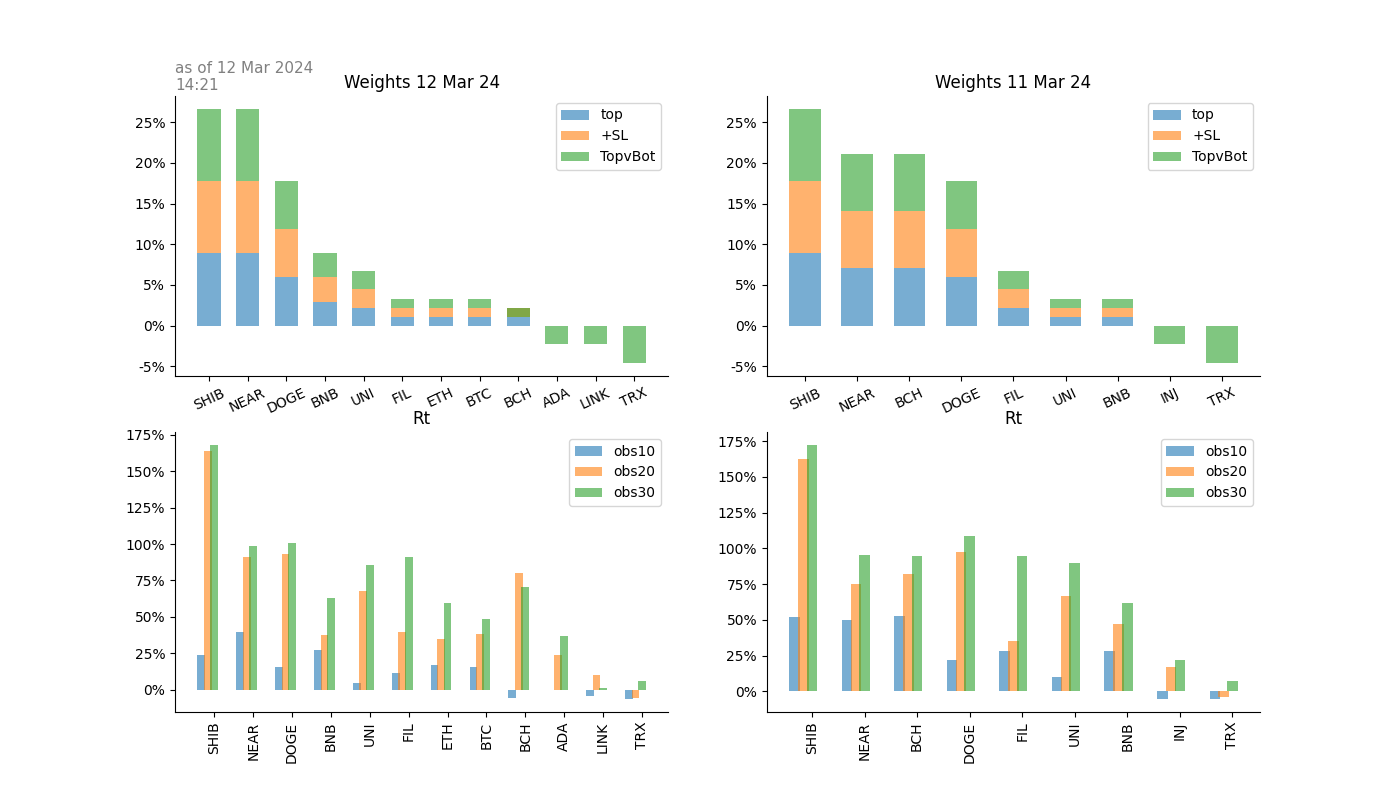 as of 12 Mar 2024
14:21
Weights 12 Mar 24
25%
20%
15%
10%
5%
0%
-5%
top
+SL
TopvBot
SHIB NEAR DOGE BNB UNI FIL ETH BTC BCH ADA LINK TRX
Weights 11 Mar 24
25%
20%
15%
10%
5%
0%
-5%
top
+SL
TopvBot
SHIB NEAR BCH DOGE FIL UNI BNB INJ TRX
Rt
175%
150%
125%
100%
75%
50%
25%
0%
obs10
obs20
obs30
SHIB NEAR DOGE BNB UNI FIL ETH BTC BCH ADA LINK TRX
Rt
175%
150%
125%
100%
75%
50%
25%
0%
obs10
obs20
obs30
SHIB NEAR BCH DOGE FIL UNI BNB INJ TRX